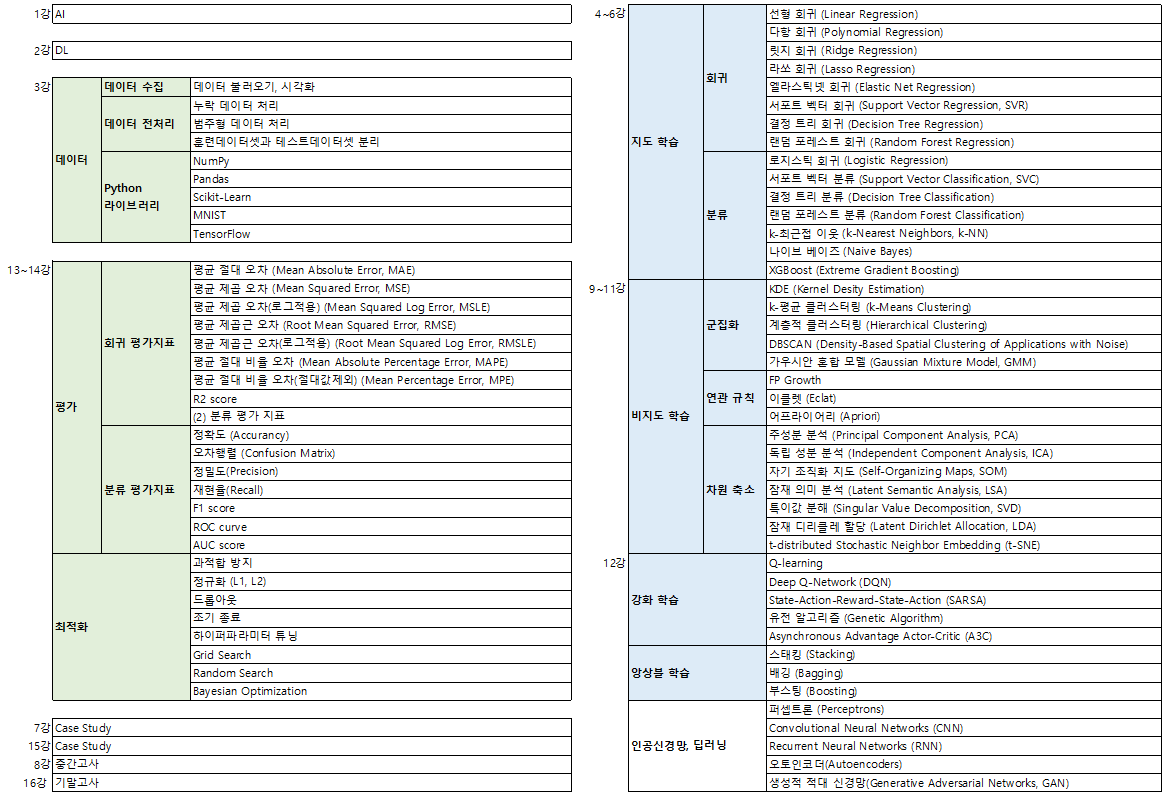 1강 AI
2강 DL
3강 데이터 데이터 수집 데이터 불러오기, 시각화
데이터 전처리 누락 데이터 처리
범주형 데이터 처리
훈련데이터셋과 테스트데이터셋 분리
Python 라이브러리 NumPy
Pandas
Scikit-Learn
MNIST
TensorFlow
13~14강 평가 회귀 평가지표 평균 절대 오차 (Mean Absolute Error, MAE)
평균 제곱 오차 (Mean Squared Error, MSE)
평균 제곱 오차(로그적용) (Mean Squared Log Error, MSLE)
평균 제곱근 오차 (Root Mean Squared Error, RMSE)
평균 제곱근 오차(로그적용) (Root Mean Squared Log Error, RMSLE)
평균 절대 비율 오차 (Mean Absolute Percentage Error, MAPE)
평균 절대 비율 오차(절대값제외) (Mean Percentage Error, MPE)
R2 score
(2) 분류 평가 지표
분류 평가지표 정확도 (Accurancy)
오차행렬 (Confusion Matrix)
정밀도(Precision)
재현율(Recall)
F1 score
ROC curve
AUC score
최적화 과적합 방지
정규화 (L1, L2)
드롭아웃
조기 종료
하이퍼파라미터 튜닝
Grid Search
Random Search
Bayesian Optimization
7강 Case Study
15강 Case Study
8강 중간고사
16강 기말고사
4~6강 지도 학습 회귀 선형 회귀 (Linear Regression)
다항 회귀 (Polynomial Regression)
릿지 회귀 (Ridge Regression)
라쏘 회귀 (Lasso Regression)
엘라스틱넷 회귀 (Elastic Net Regression)
서포트 벡터 회귀 (Support Vector Regression, SVR)
결정 트리 회귀 (Decision Tree Regression)
랜덤 포레스트 회귀 (Random Forest Regression)
분류 로지스틱 회귀 (Logistic Regression)
서포트 벡터 분류 (Support Vector Classification, SVC)
결정 트리 분류 (Decision Tree Classification)
랜덤 포레스트 분류 (Random Forest Classification)
k-최근접 이웃 (k-Nearest Neighbors, k-NN)
나이브 베이즈 (Naive Bayes)
XGBoost (Extreme Gradient Boosting)
9~11강 비지도 학습 군집화 KDE (Kernel Desity Estimation)
k-평균 클러스터링 (k-Means Clustering)
계층적 클러스터링 (Hierarchical Clustering)
DBSCAN (Density-Based Spatial Clustering of Applications with Noise)
가우시안 혼합 모델 (Gaussian Mixture Model, GMM)
연관 규칙 FP Growth
이클렛 (Eclat)
어프라이어리 (Apriori)
차원 축소 주성분 분석 (Principal Component Analysis, PCA)
독립 성분 분석 (Independent Component Analysis, ICA)
자기 조직화 지도 (Self-Organizing Maps, SOM)
잠재 의미 분석 (Latent Semantic Analysis, LSA)
특이값 분해 (Singular Value Decomposition, SVD)
잠재 디리클레 할당 (Latent Dirichlet Allocation, LDA)
t-distributed Stochastic Neighbor Embedding (t-SNE)
12강 강화 학습 Q-learning
Deep Q-Network (DQN)
State-Action-Reward-State-Action (SARSA)
유전 알고리즘 (Genetic Algorithm)
Asynchronous Advantage Actor-Critic (A3C)
앙상블 학습 스태킹 (Stacking)
배깅 (Bagging)
부스팅 (Boosting)
인공신경망, 딥러닝 퍼셉트론 (Perceptrons)
Convolutional Neural Networks (CNN)
Recurrent Neural Networks (RNN)
오토인코더(Autoencoders)
생성적 적대 신경망(Generative Adversarial Networks, GAN)